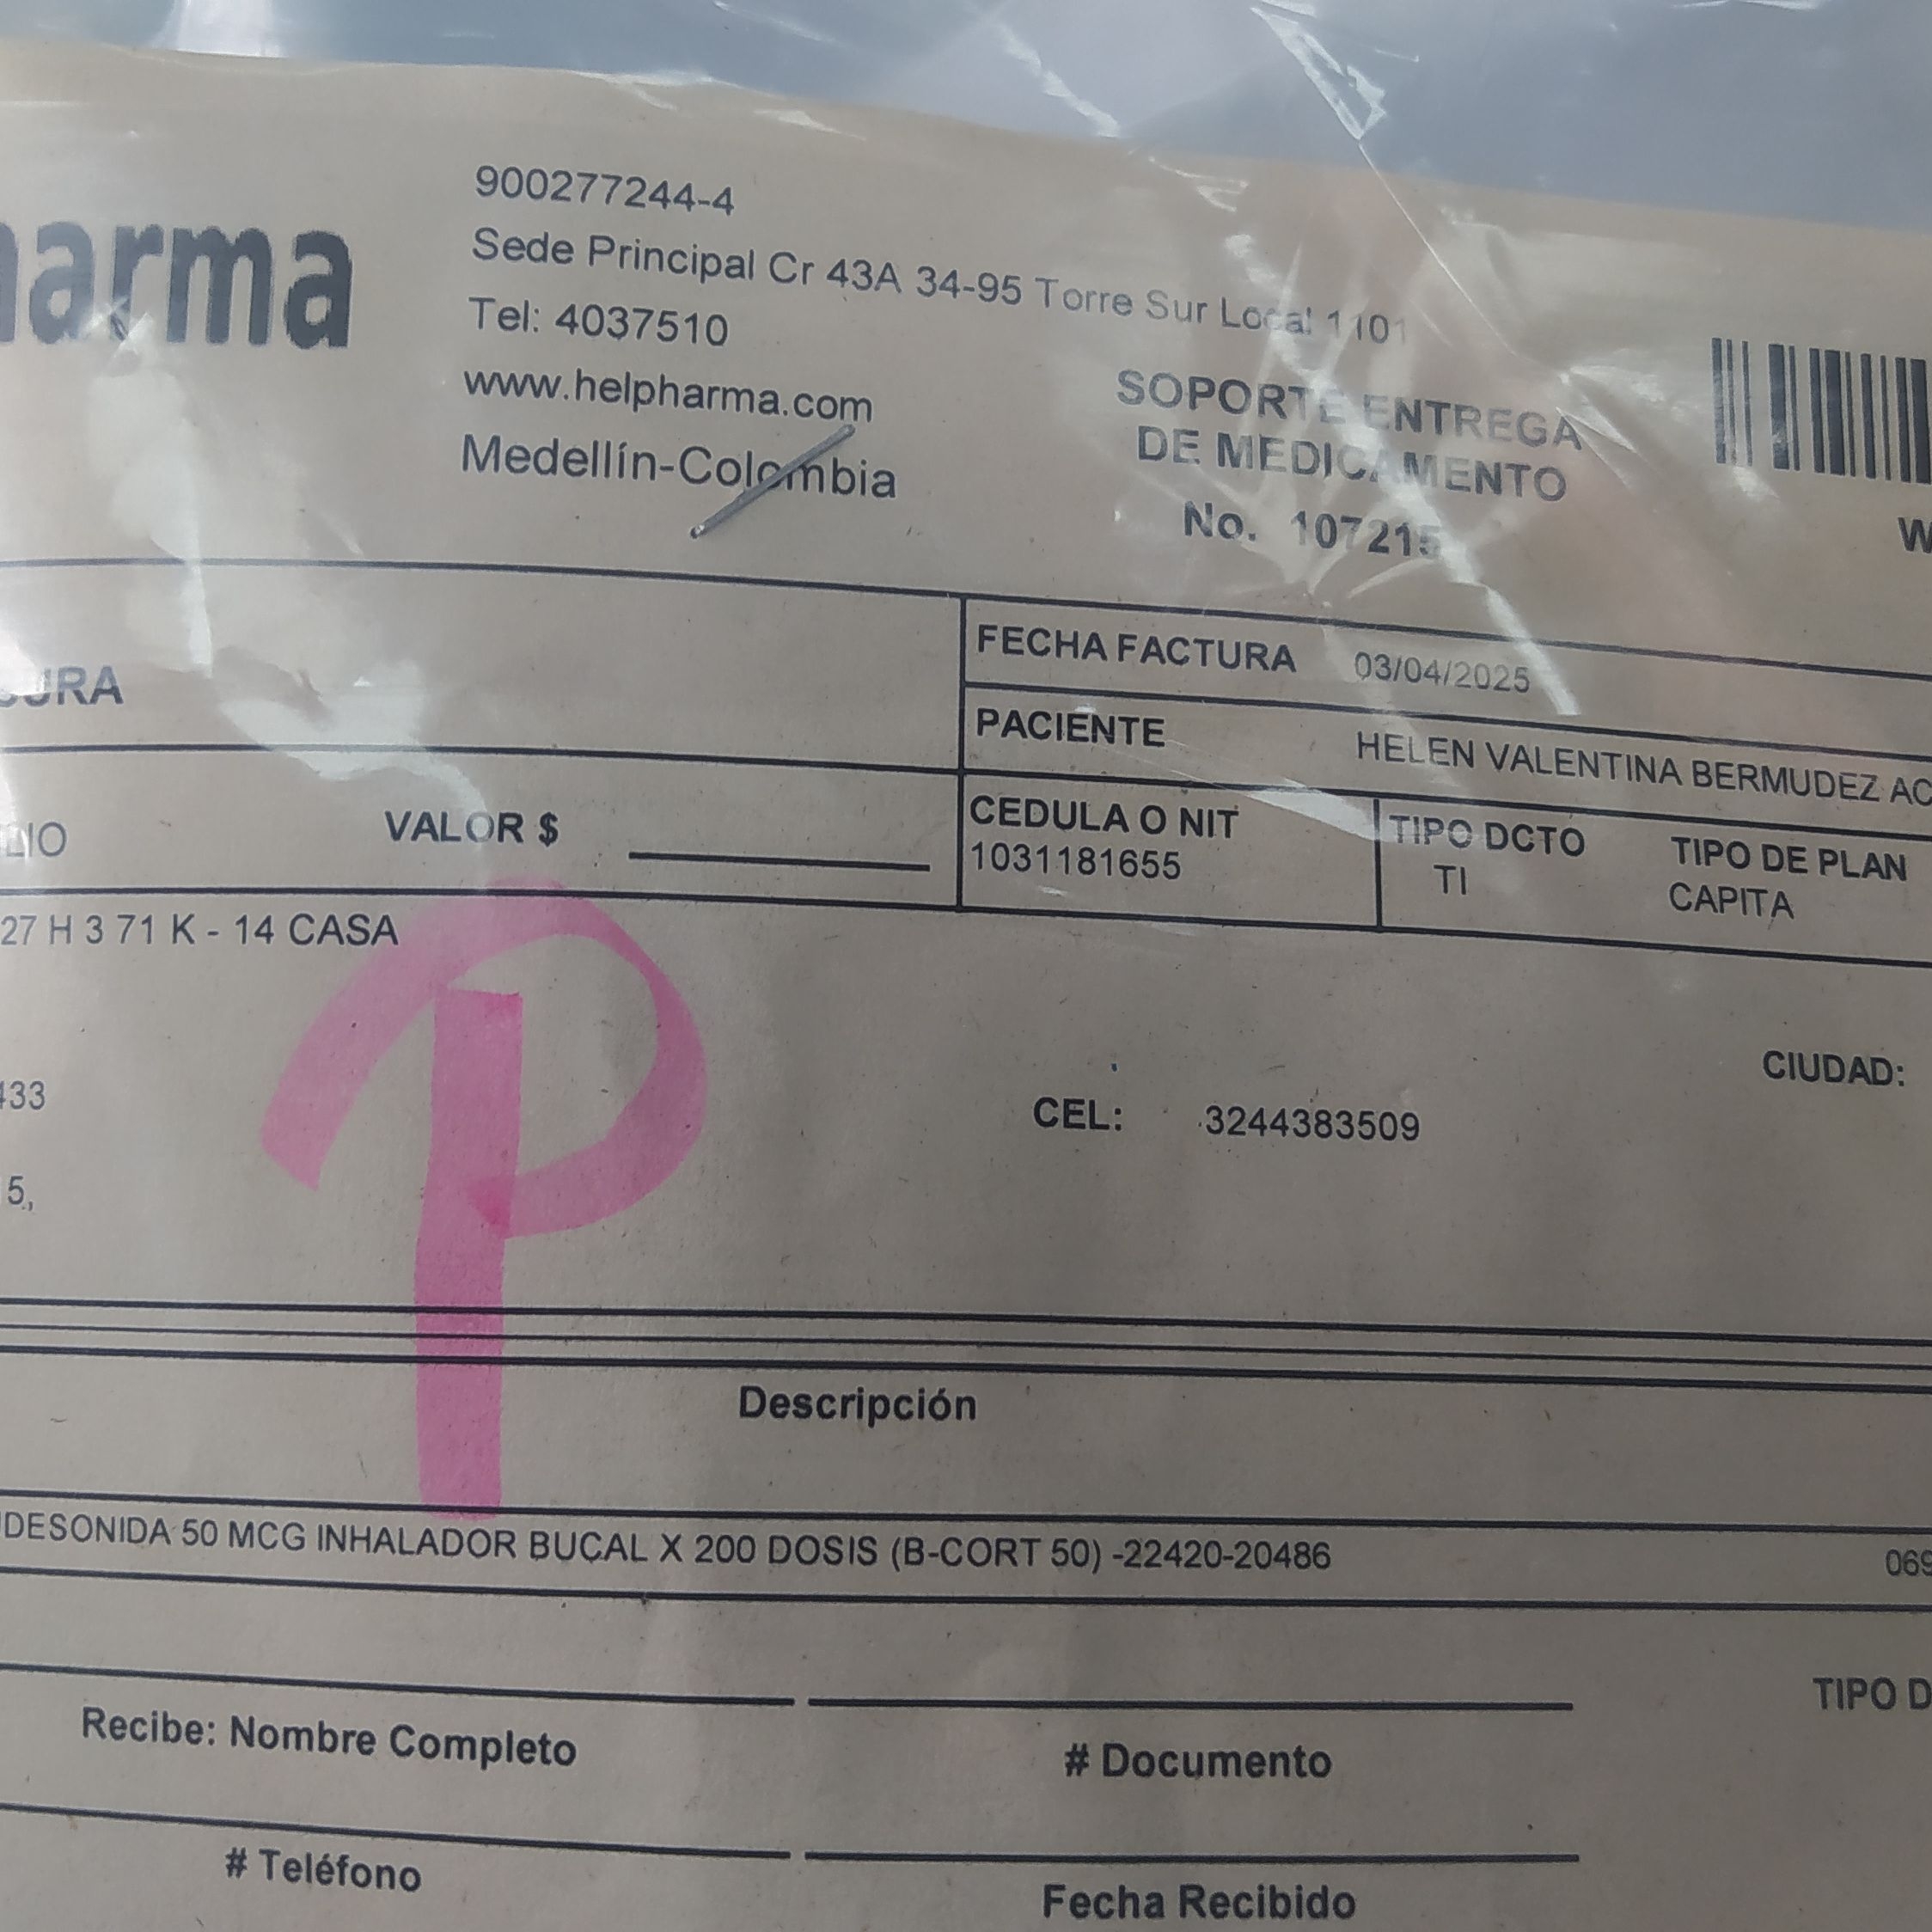 harma
900277244-4
Sede Principal Cr 43A 34-95 Torre Sur Local 1101
Tel: 4037510
www.helpharma.com
Medellín-Colombia
SOPORTE ENTREGA
DE MEDICAMENTO
No. 107215
W
URA
FECHA FACTURA 03/04/2025
PACIENTE HELEN VALENTINA BERMUDEZ AC
LIO VALOR $
CEDULA O NIT
1031181655
TIPO DCTO
TI
TIPO DE PLAN
CAPITA
27 H 3 71 K - 14 CASA
P
CIUDAD:
433
CEL: 3244383509
5,
Descripción
DESONIDA 50 MCG INHALADOR BUCAL X 200 DOSIS (B-CORT 50) -22420-20486 069
TIPO D
Recibe: Nombre Completo
# Documento
# Teléfono
Fecha Recibido